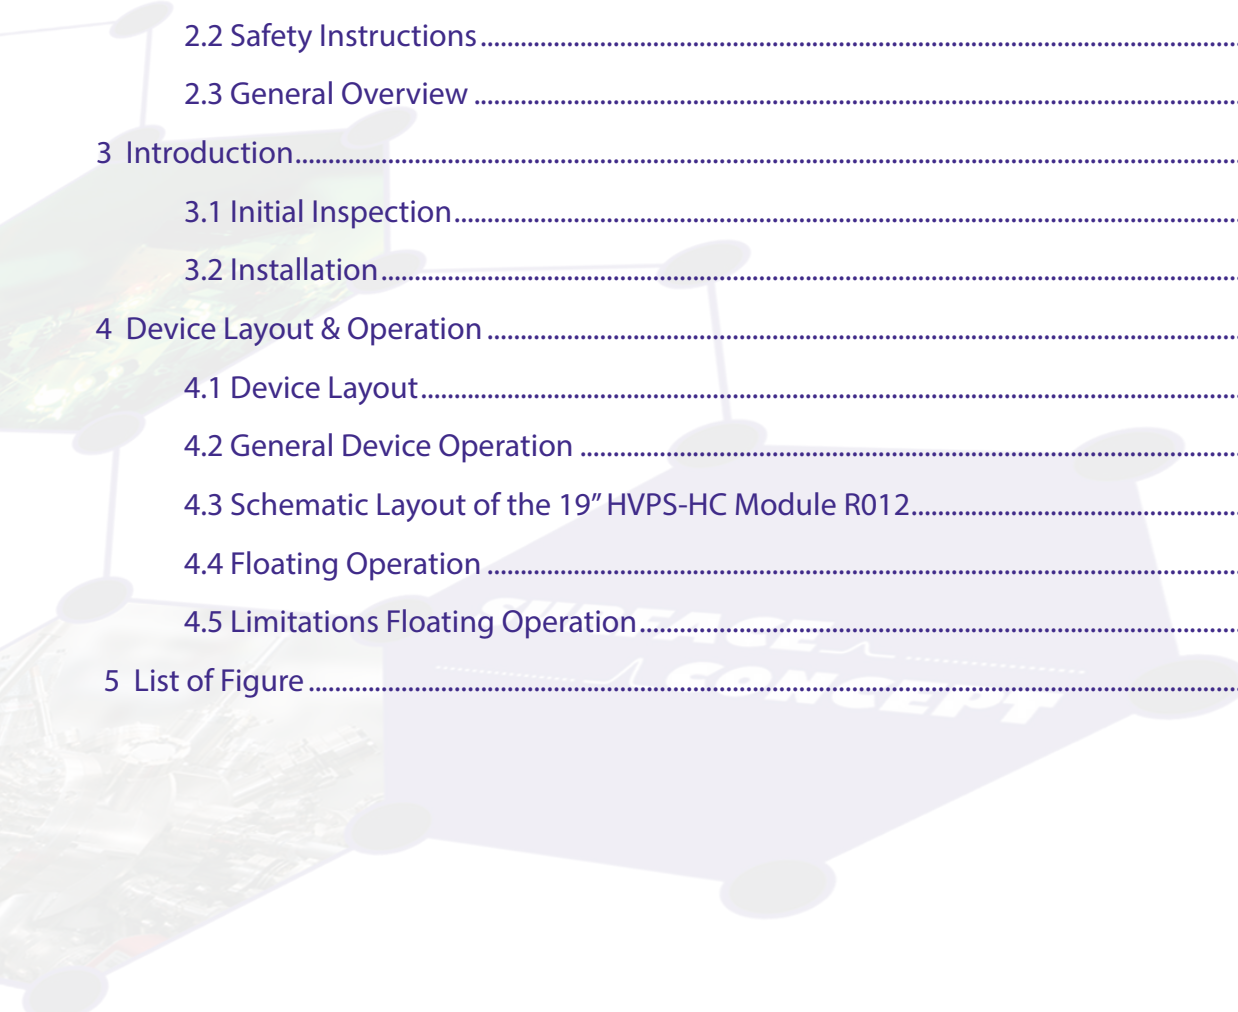 2.2 Safety Instructions
2.3 General Overview
3 Introduction
3.1 Initial Inspection
3.2 Installation
4 Device Layout & Operation
4.1 Device Layout
4.2 General Device Operation
4.3 Schematic Layout of the 19” HVPS-HC Module R012
4.4 Floating Operation
4.5 Limitations Floating Operation
SURFACE
5 List of Figure
CONCEPT